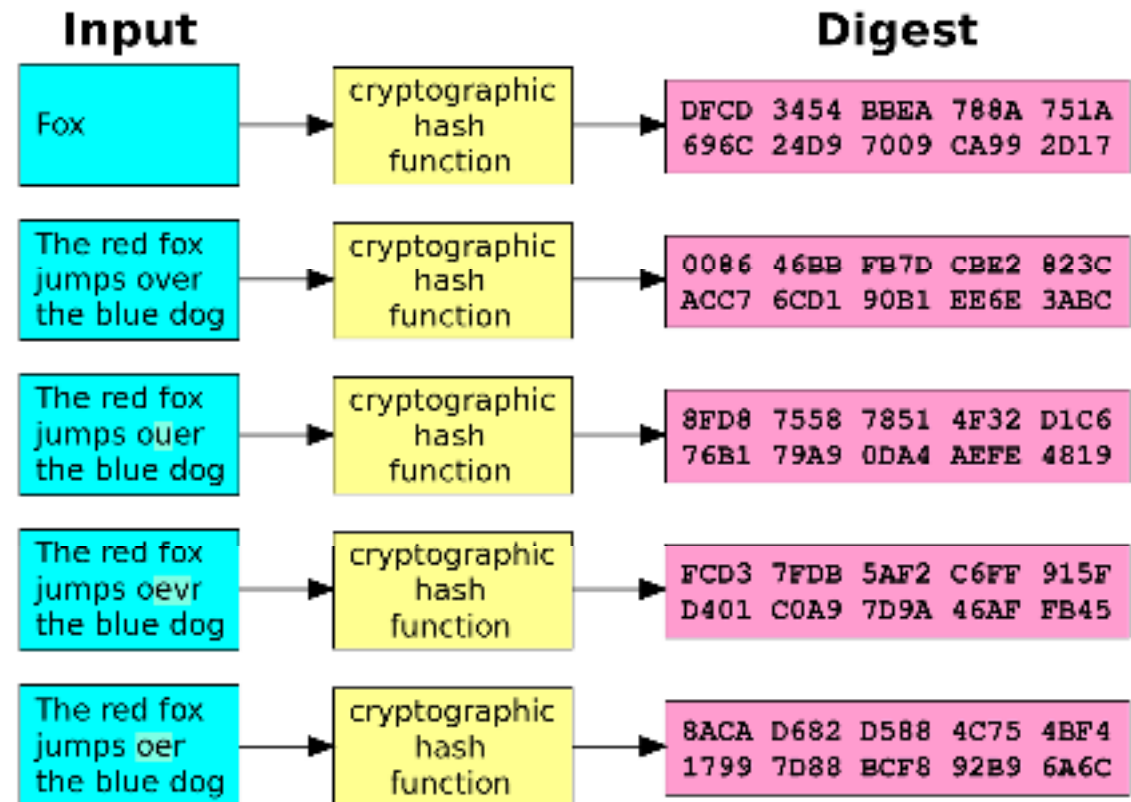 Input
Digest
Fox
cryptographic
hash
function
DFCD 3454 BBEA 788A 751A
696C 24D9 7009 CA99 2D17
The red fox
jumps over
the blue dog
cryptographic
hash
function
0086 46BB FB7D CBE2 823C
ACC7 6CD1 90B1 EE6E 3ABC
The red fox
jumps ouer
the blue dog
cryptographic
hash
function
8FD8 7558 7851 4F32 D1C6
76B1 79A9 0DA4 AEFE 4819
The red fox
jumps oevr
the blue dog
cryptographic
hash
function
FCD3 7FDB 5AF2 C6FF 915F
D401 C0A9 7D9A 46AF FB45
The red fox
jumps oer
the blue dog
cryptographic
hash
function
8ACA D682 D588 4C75 4BF4
1799 7D88 BCF8 92B9 6A6C